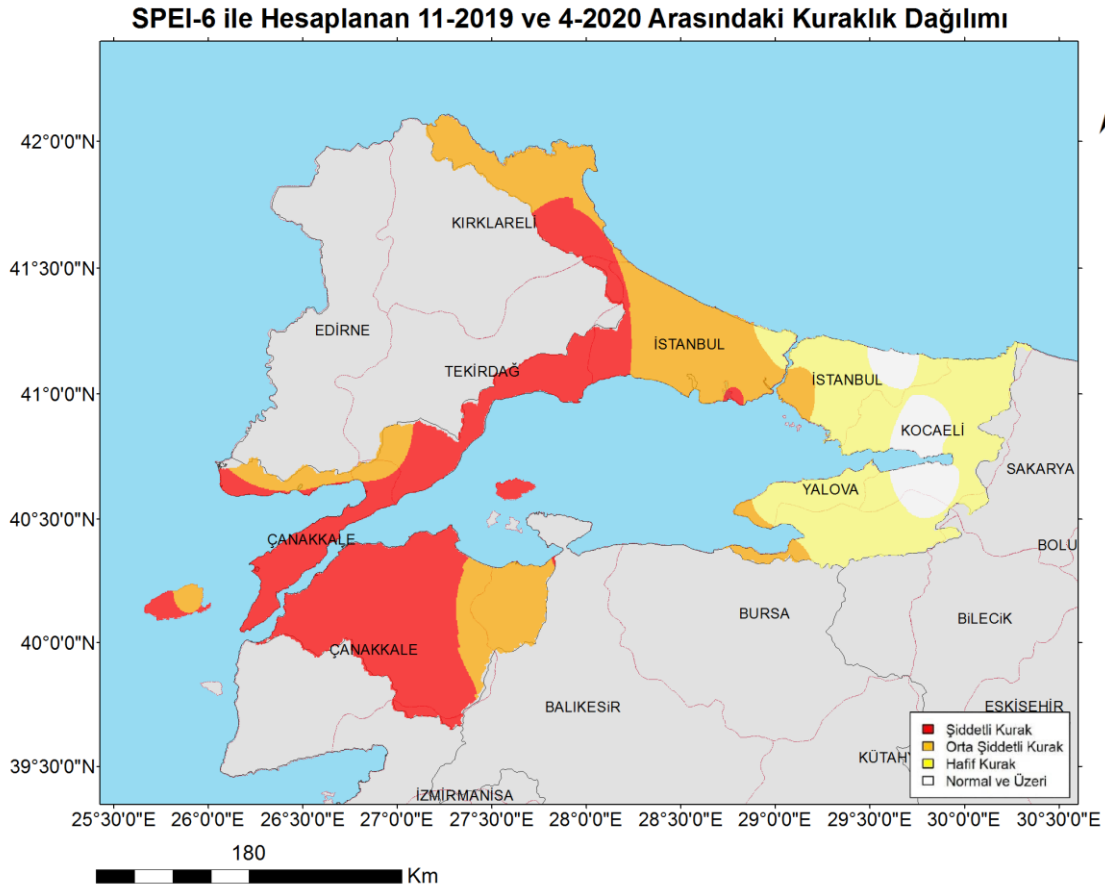 SPEI-6 ile Hesaplanan 11-2019 ve 4-2020 Arasındaki Kuraklık Dağılımı
42°0'0"N
41°30'0"N
41°0'0"N
40°30'0"N
40°0'0"N
39°30'0"N
KIRKLARELİ
EDİRNE
İSTANBUL
TEKİRDAĞ
İSTANBUL
KOCAELİ
SAKARYA
YALOVA
ÇANAKKALE
BOLU
BURSA
BİLECİK
ÇANAKKALE
BALIKESİR
ESKİŞEHİR
KÜTAHY
İZMİRMANİSA
Şiddetli Kurak
Orta Şiddetli Kurak
Hafif Kurak
Normal ve Üzeri
25°30'0"E 26°0'0"E 26°30'0"E 27°0'0"E 27°30'0"E 28°0'0"E 28°30'0"E 29°0'0"E 29°30'0"E 30°0'0"E 30°30'0"E
180
Km